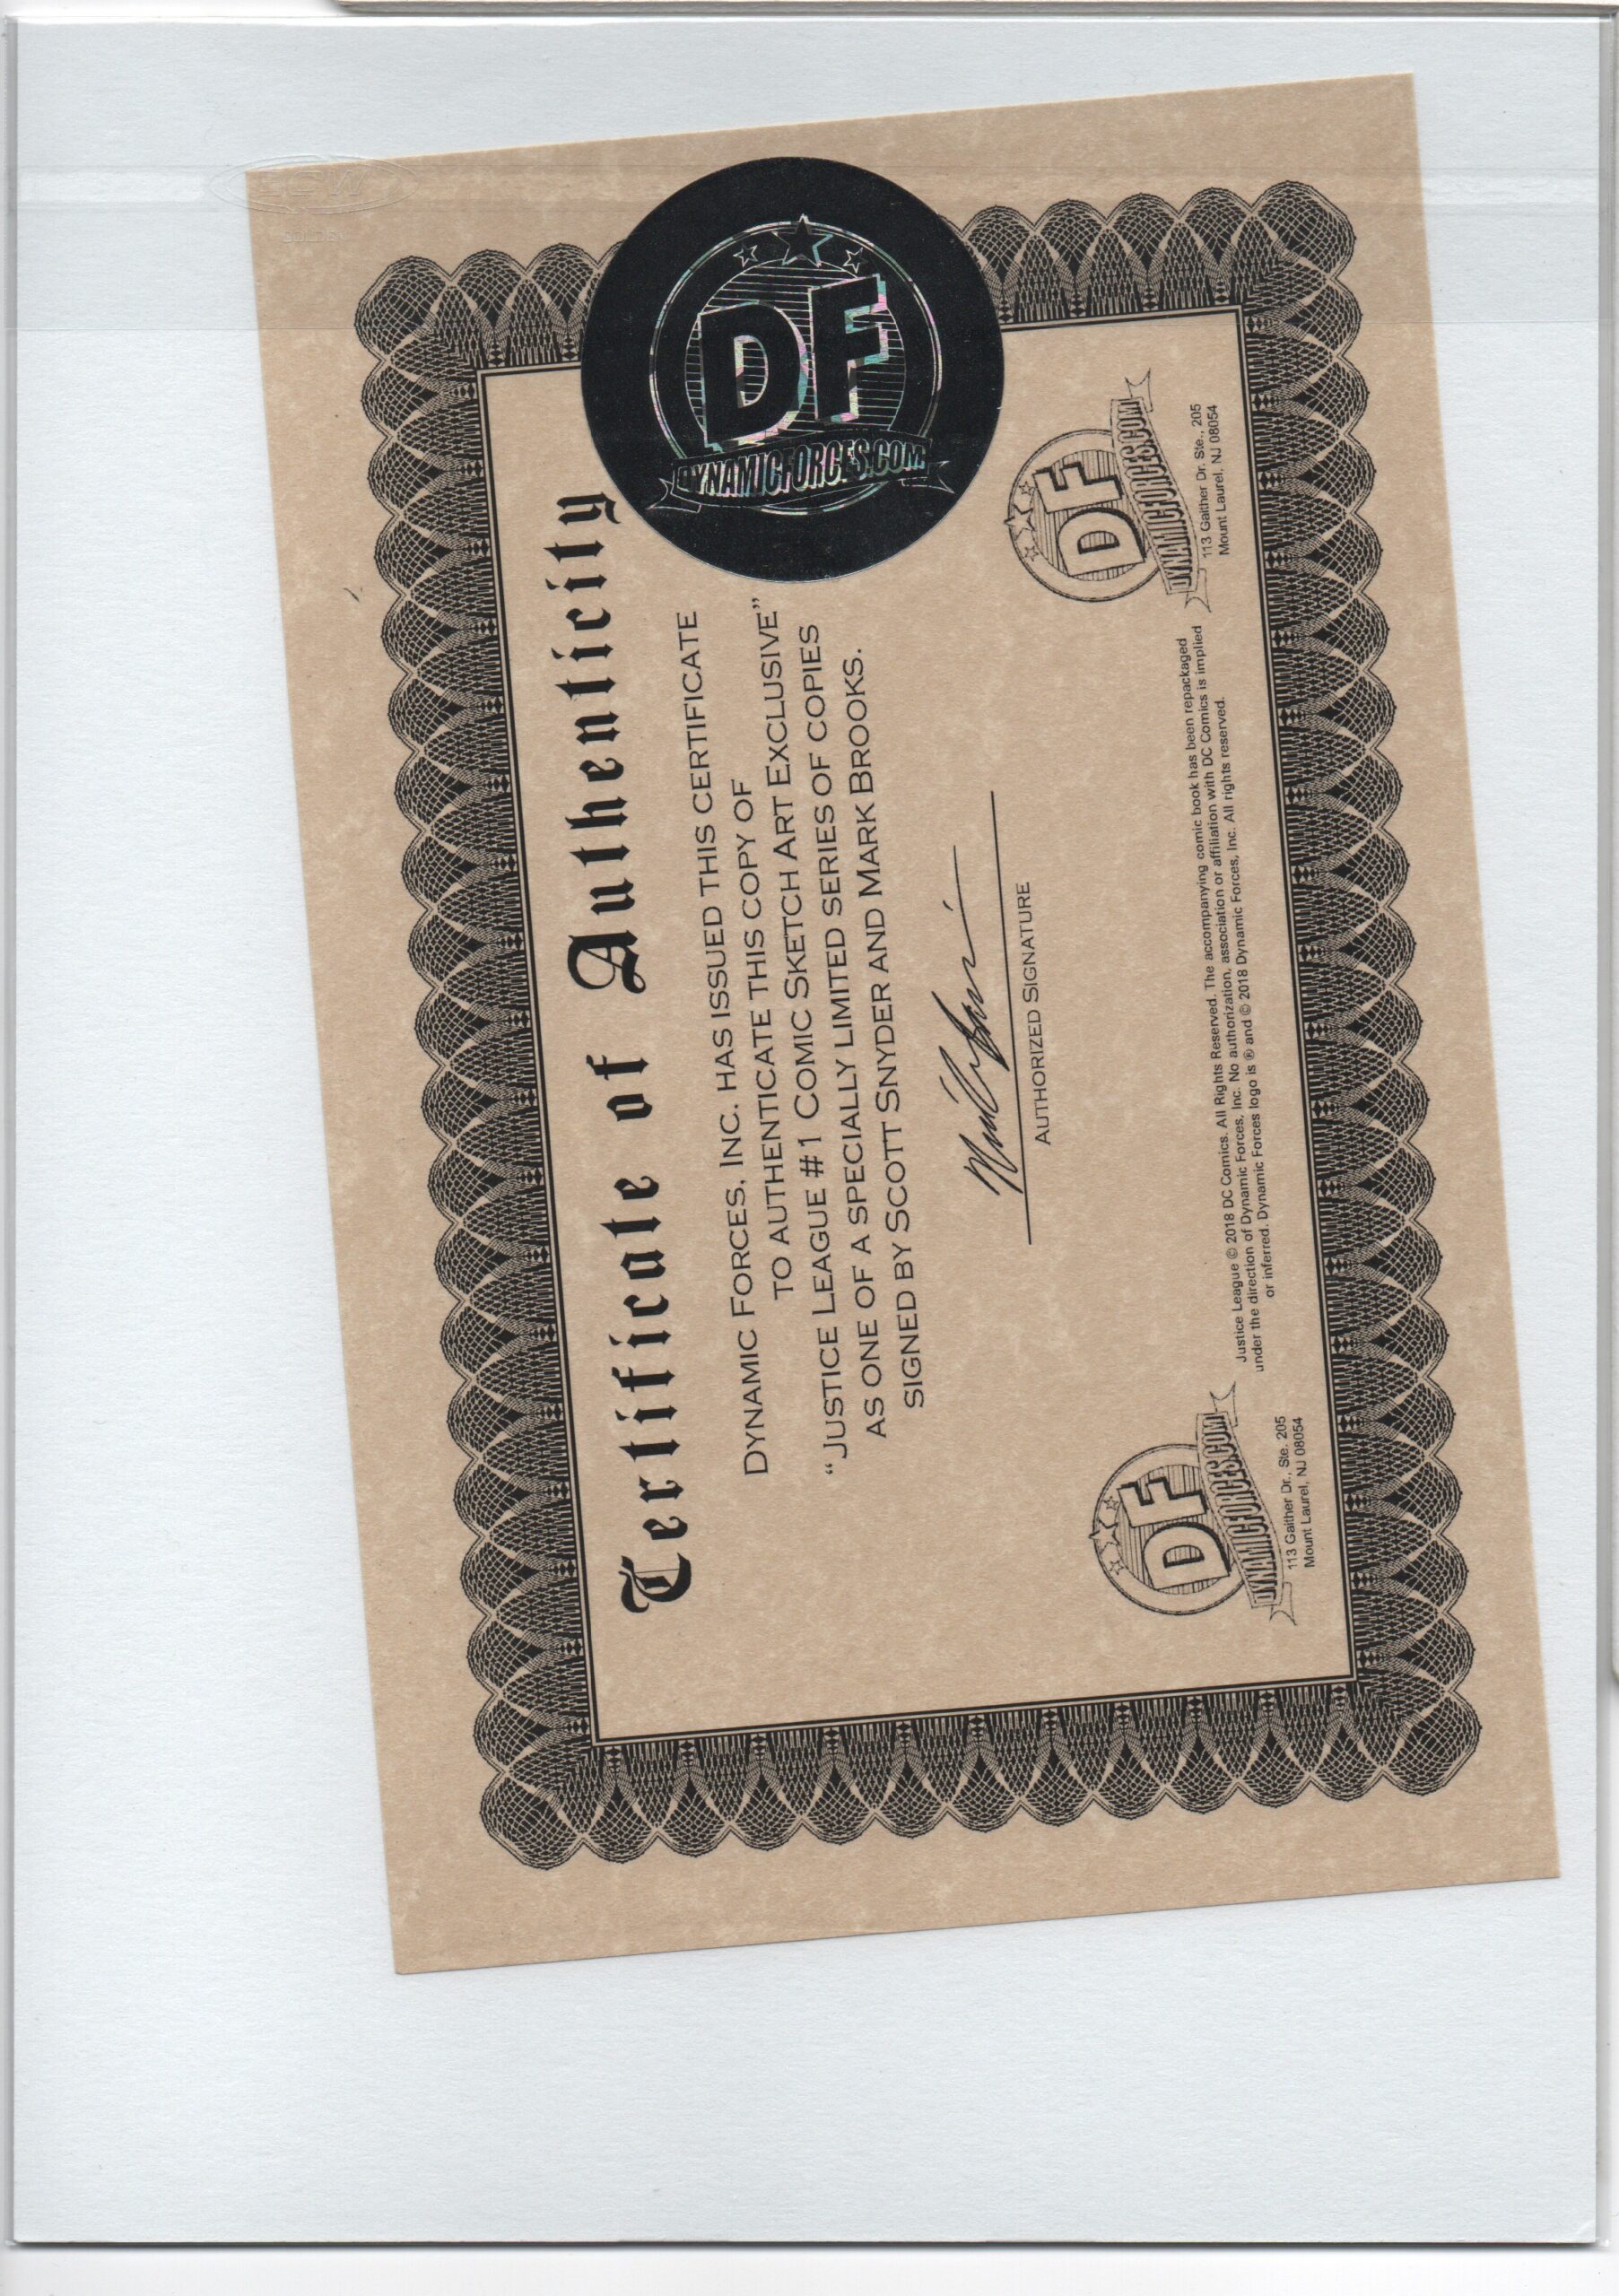 Certificate of Authenticity
DYNAMIC FORCES, INC. HAS ISSUED THIS CERTIFICATE
TO AUTHENTICATE THIS COPY OF
“JUSTICE LEAGUE #1 COMIC SKETCH ART EXCLUSIVE”
AS ONE OF A SPECIALLY LIMITED SERIES OF COPIES
SIGNED BY SCOTT SNYDER AND MARK BROOKS.
AUTHORIZED SIGNATURE
DF
DYNAMICFORCES.COM
DF
DYNAMICFORCES.COM
113 Gaither Dr., Ste. 205
Mount Laurel, NJ 08054
Justice League © 2018 DC Comics. All Rights Reserved. The accompanying comic book has been repackaged
under the direction of Dynamic Forces, Inc. No authorization, association or affiliation with DC Comics is implied
or inferred. Dynamic Forces logo is ® and © 2018 Dynamic Forces, Inc. All rights reserved.
DF
DYNAMICFORCES.COM
113 Gaither Dr. Ste., 205
Mount Laurel, NJ 08054